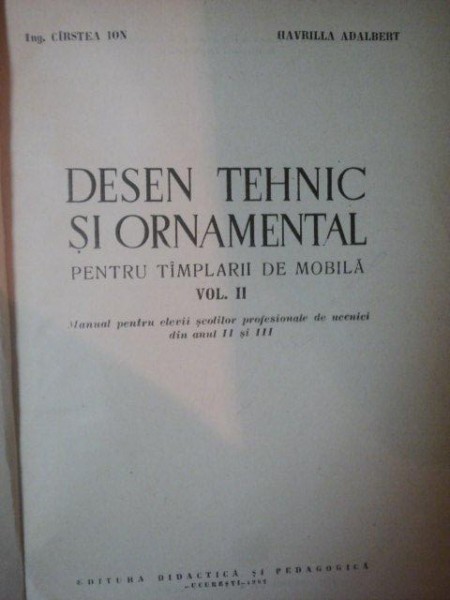 Ing. CÎRSTEA ION HAVRILLA ADALBERT
DESEN TEHNIC
ȘI ORNAMENTAL
PENTRU TÎMPLARII DE MOBILĂ
VOL. II
Manual pentru elevii școlilor profesionale de ucenici
din anul II și III
EDITURA DIDACTICĂ ȘI PEDAGOGICĂ
BUCUREȘTI